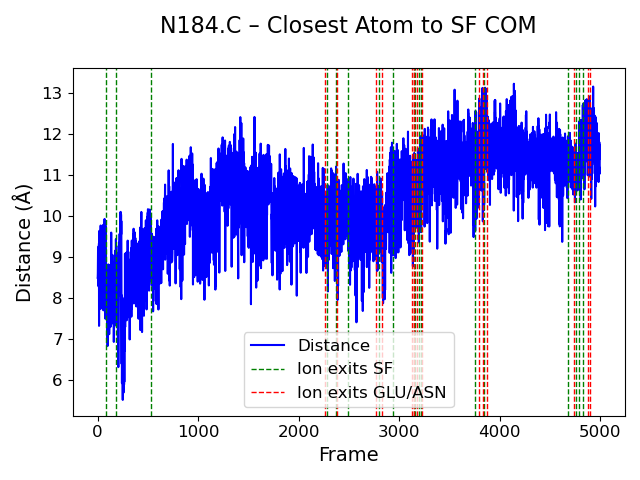 N184.C – Closest Atom to SF COM
Distance (Å)
13
12
11
10
9
8
7
6
Distance
Ion exits SF
Ion exits GLU/ASN
0 1000 2000 3000 4000 5000
Frame